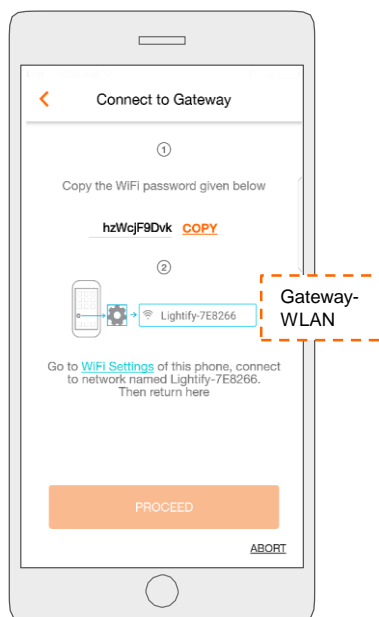 Connect to Gateway
1
Copy the WiFi password given below
hzWcjF9Dvk COPY
2
Lightify-7E8266
Gateway-
WLAN
Go to WiFi Settings of this phone, connect
to network named Lightify-7E8266.
Then return here
PROCEED
ABORT